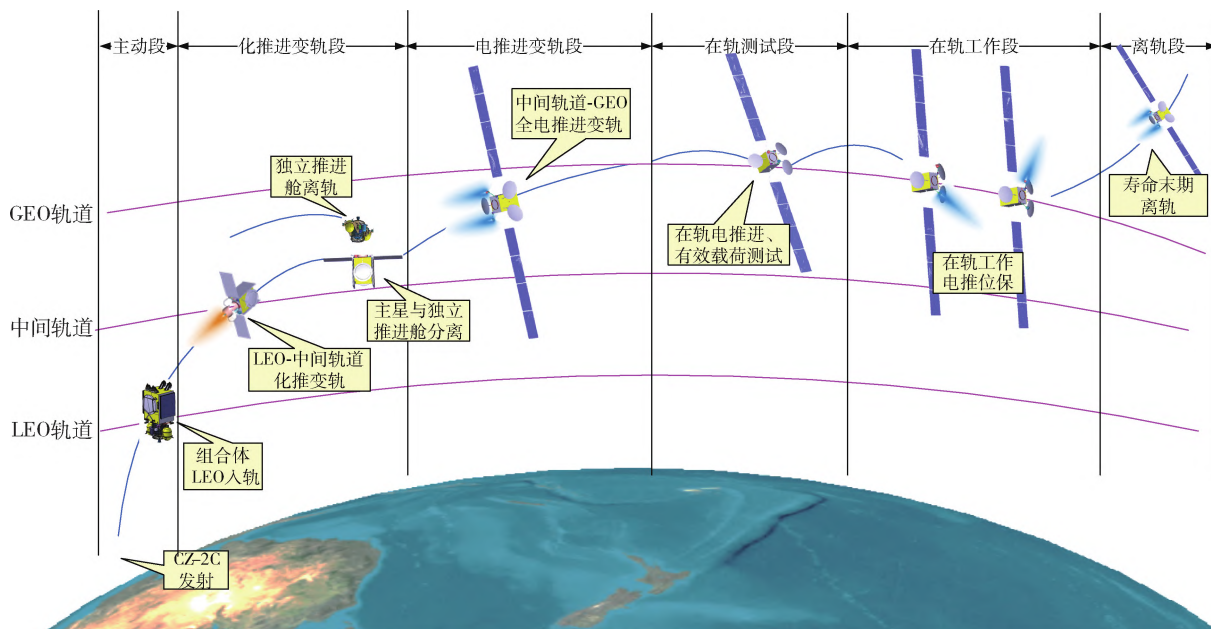 主动段
化推进变轨段
电推进变轨段
在轨测试段
在轨工作段
离轨段
中间轨道-GEO
全电推进变轨
独立推进
舱离轨
寿命末期
离轨
GEO轨道
在轨电推进、
有效载荷测试
在轨工作
电推位保
主星与独立
推进舱分离
中间轨道
LEO-中间轨道
化推变轨
LEO轨道
组合体
LEO入轨
CZ-2C
发射